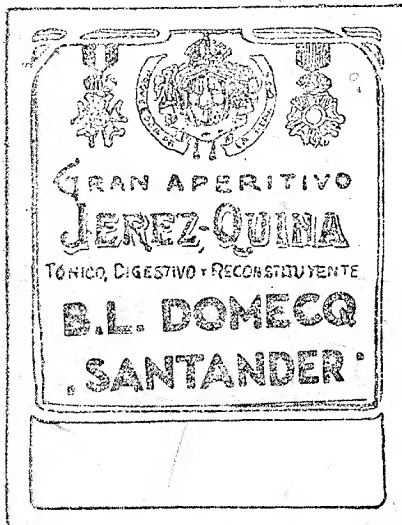 GRAN APERITIVO
JEREZ-QUINA
TÓNICO, DIGESTIVO Y RECONSTITUYENTE
B.L. DOMECQ
SANTANDER